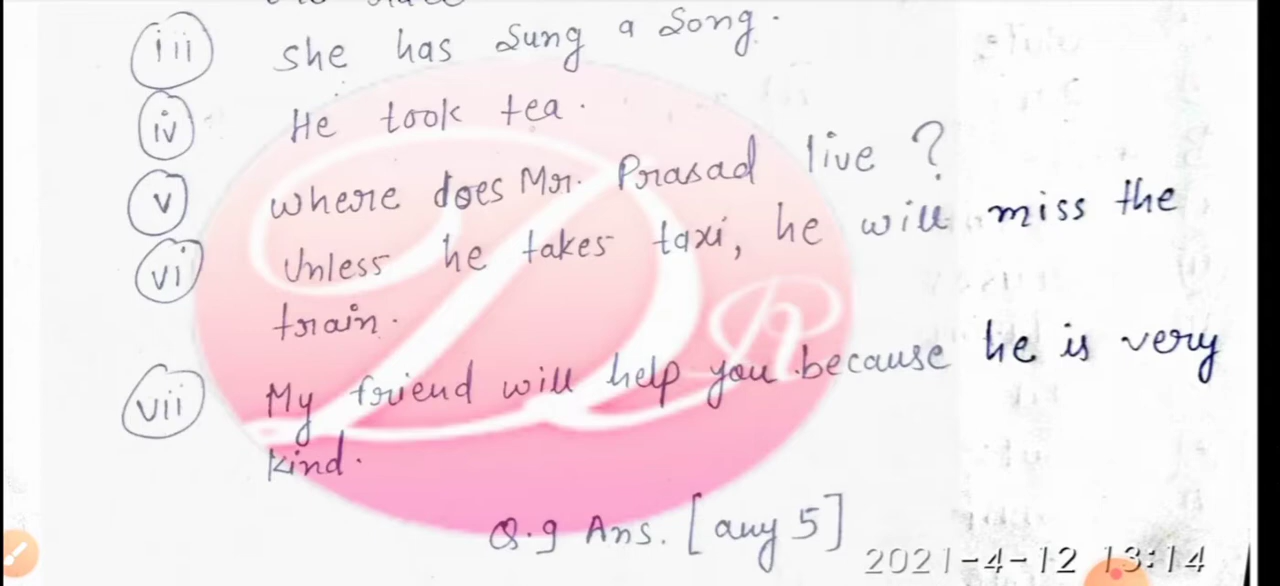 iii she has sung a song.
iv He took tea.
v where does Mr. Prasad live ?
vi Unless he takes taxi, he will miss the
train.
vii My friend will help you because he is very
kind.
Q.9 Ans. [any 5]
2021-4-12 13:14